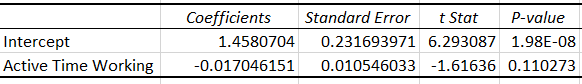 Coefficients Standard Error t Stat P-value
Intercept 1.4580704 0.231693971 6.293087 1.98E-08
Active Time Working -0.017046151 0.010546033 -1.61636 0.110273